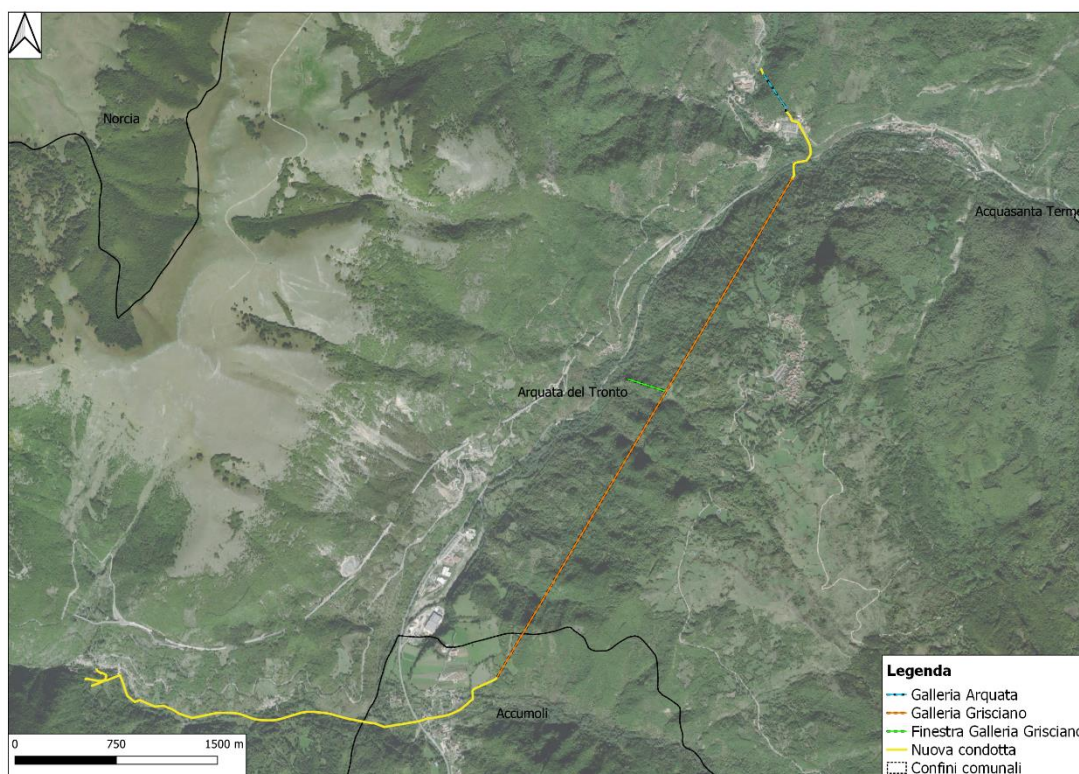 Norcia
Acquasanta Terme
Arquata del Tronto
Accumoli
0 750 1500 m
Legenda
Galleria Arquata
Galleria Grisciano
Finestra Galleria Grisciano
Nuova condotta
Confini comunali